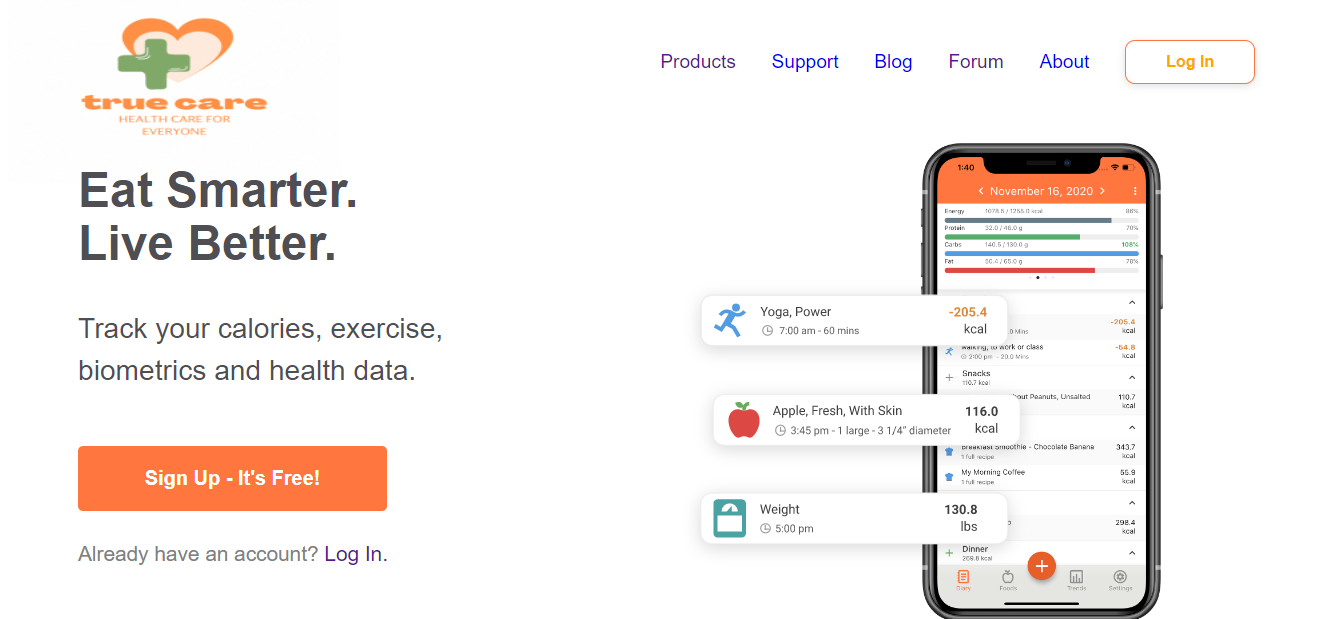 true care
HEALTH CARE FOR
EVERYONE
Products Support Blog Forum About Log In
Eat Smarter.
Live Better.
Track your calories, exercise,
biometrics and health data.
Sign Up - It's Free!
Already have an account? Log In.
1:40
November 16, 2020
Energy 1078.5 / 1255.0 kcal 86%
Protein 32.0 / 46.0 g 70%
Carbs 140.5 / 130.0 g 108%
Fat 50.4 / 65.0 g 78%
Yoga, Power -205.4
7:00 am - 60 mins kcal
-205.4
.0 Mins kcal
walking, to work or class -54.8
2:00 pm - 20.0 Mins kcal
Snacks
110.7 kcal
bout Peanuts, Unsalted 110.7
kcal
Apple, Fresh, With Skin 116.0
3:45 pm - 1 large - 3 1/4" diameter kcal
Breakfast Smoothie - Chocolate Banana 343.7
1 full recipe kcal
My Morning Coffee 55.9
1 full recipe kcal
Weight 130.8
5:00 pm lbs
298.4
kcal
Dinner
269.8 kcal
Diary Foods Trends Settings